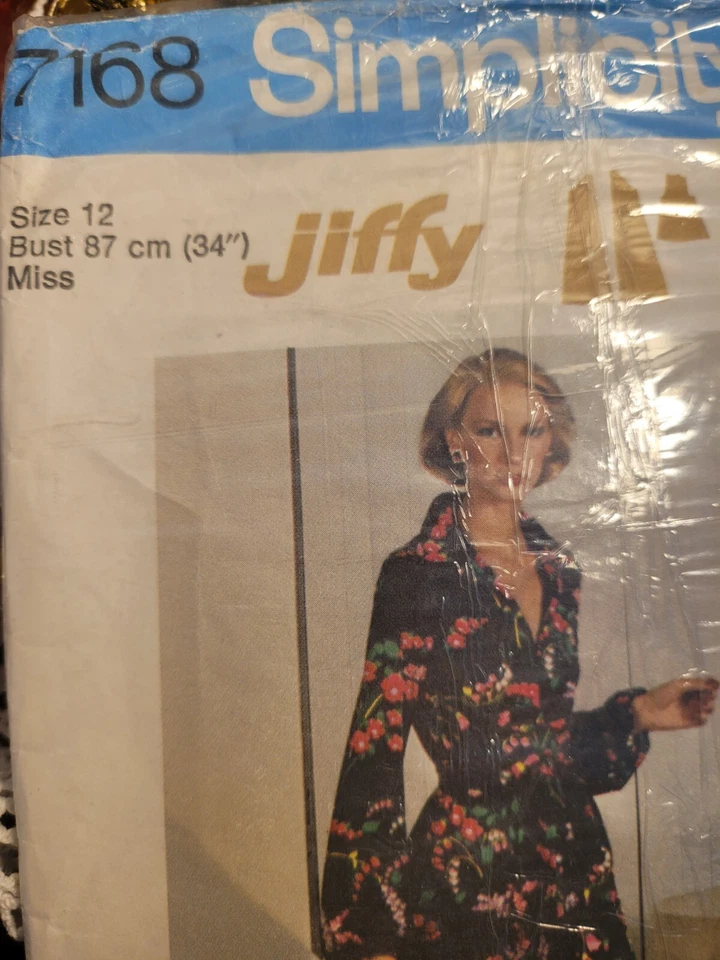 7168 Simplicity
Size 12
Bust 87 cm (34")
Miss
Jiffy